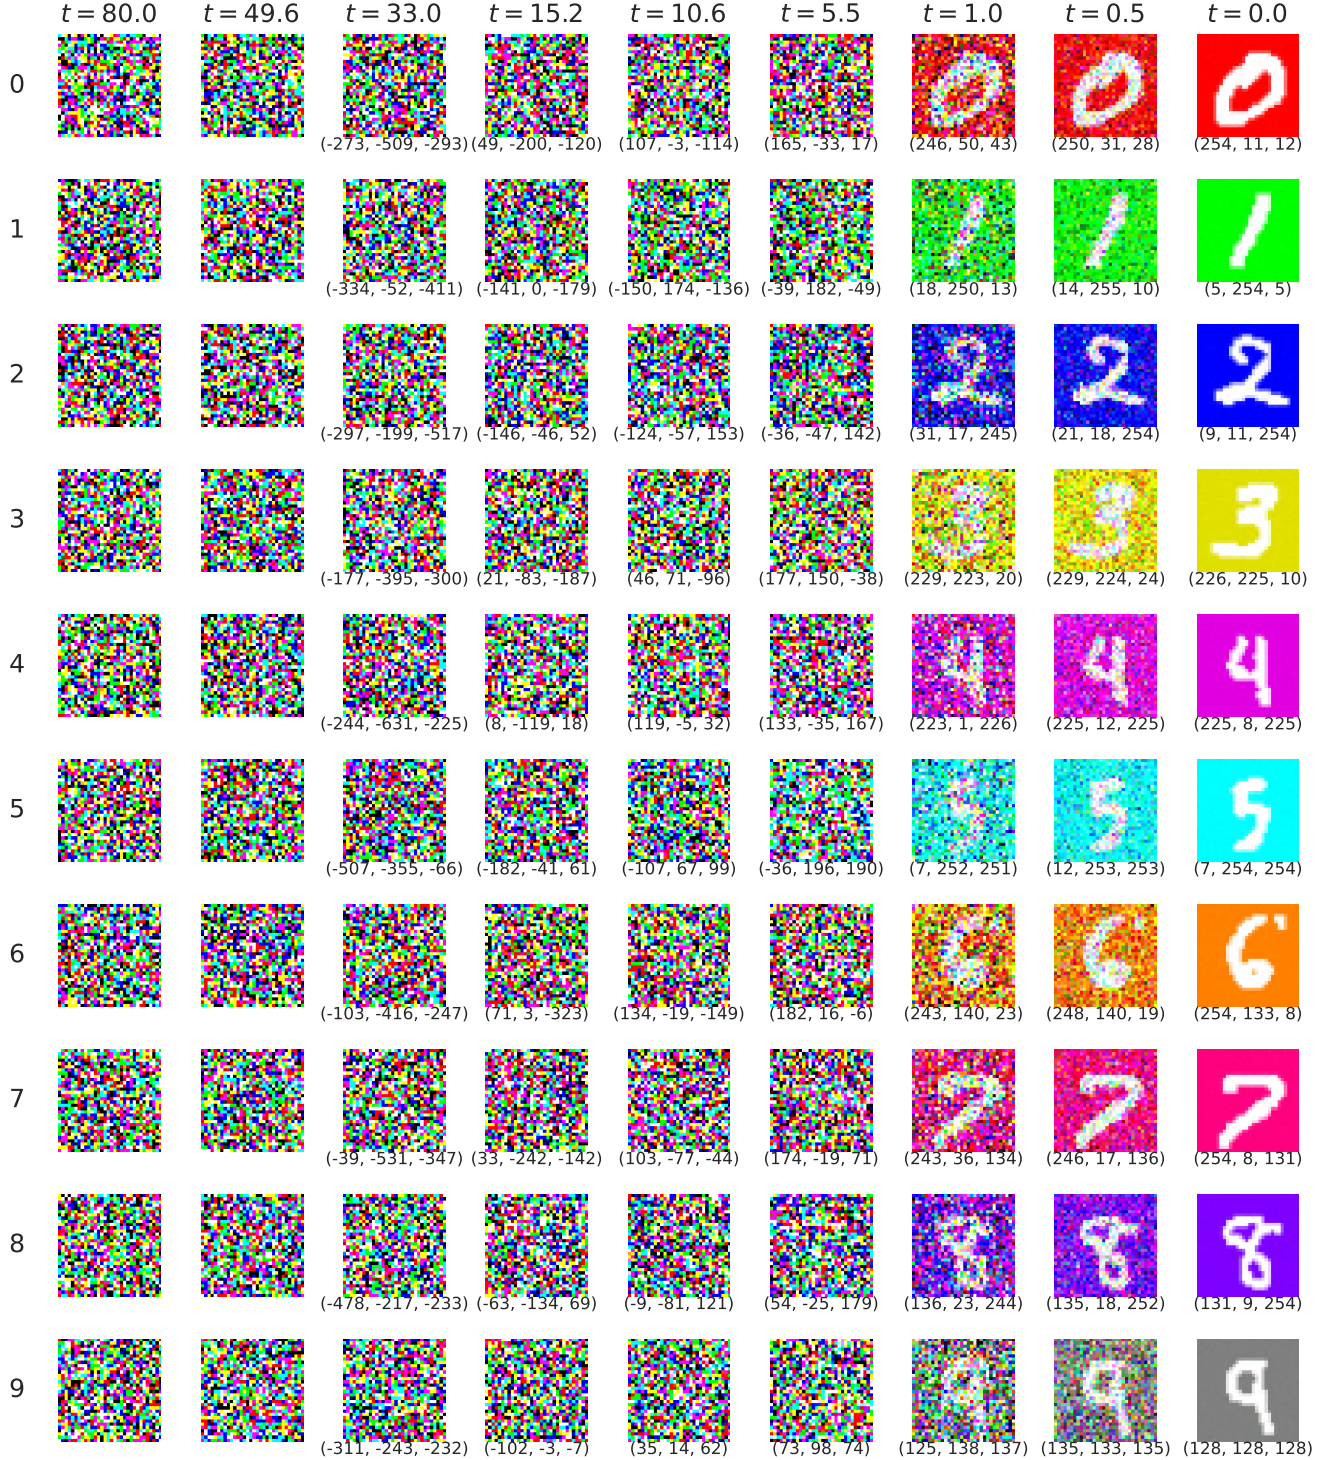 t = 80.0 t = 49.6 t = 33.0 t = 15.2 t = 10.6 t = 5.5 t = 1.0 t = 0.5 t = 0.0
0
(-273, -509, -293) (49, -200, -120) (107, -3, -114) (165, -33, 17) (246, 50, 43) (250, 31, 28) (254, 11, 12)
1
(-334, -52, -411) (-141, 0, -179) (-150, 174, -136) (-39, 182, -49) (18, 250, 13) (14, 255, 10) (5, 254, 5)
2
(-297, -199, -517) (-146, -46, 52) (-124, -57, 153) (-36, -47, 142) (31, 17, 245) (21, 18, 254) (9, 11, 254)
3
(-177, -395, -300) (21, -83, -187) (46, 71, -96) (177, 150, -38) (229, 223, 20) (229, 224, 24) (226, 225, 10)
4
(-244, -631, -225) (8, -119, 18) (119, -5, 32) (133, -35, 167) (223, 1, 226) (225, 12, 225) (225, 8, 225)
5
(-507, -355, -66) (-182, -41, 61) (-107, 67, 99) (-36, 196, 190) (7, 252, 251) (12, 253, 253) (7, 254, 254)
6
(-103, -416, -247) (71, 3, -323) (134, -19, -149) (182, 16, -6) (243, 140, 23) (248, 140, 19) (254, 133, 8)
7
(-39, -531, -347) (33, -242, -142) (103, -77, -44) (174, -19, 71) (243, 36, 134) (246, 17, 136) (254, 8, 131)
8
(-478, -217, -233) (-63, -134, 69) (-9, -81, 121) (54, -25, 179) (136, 23, 244) (135, 18, 252) (131, 9, 254)
9
(-311, -243, -232) (-102, -3, -7) (35, 14, 62) (73, 98, 74) (125, 138, 137) (135, 133, 135) (128, 128, 128)